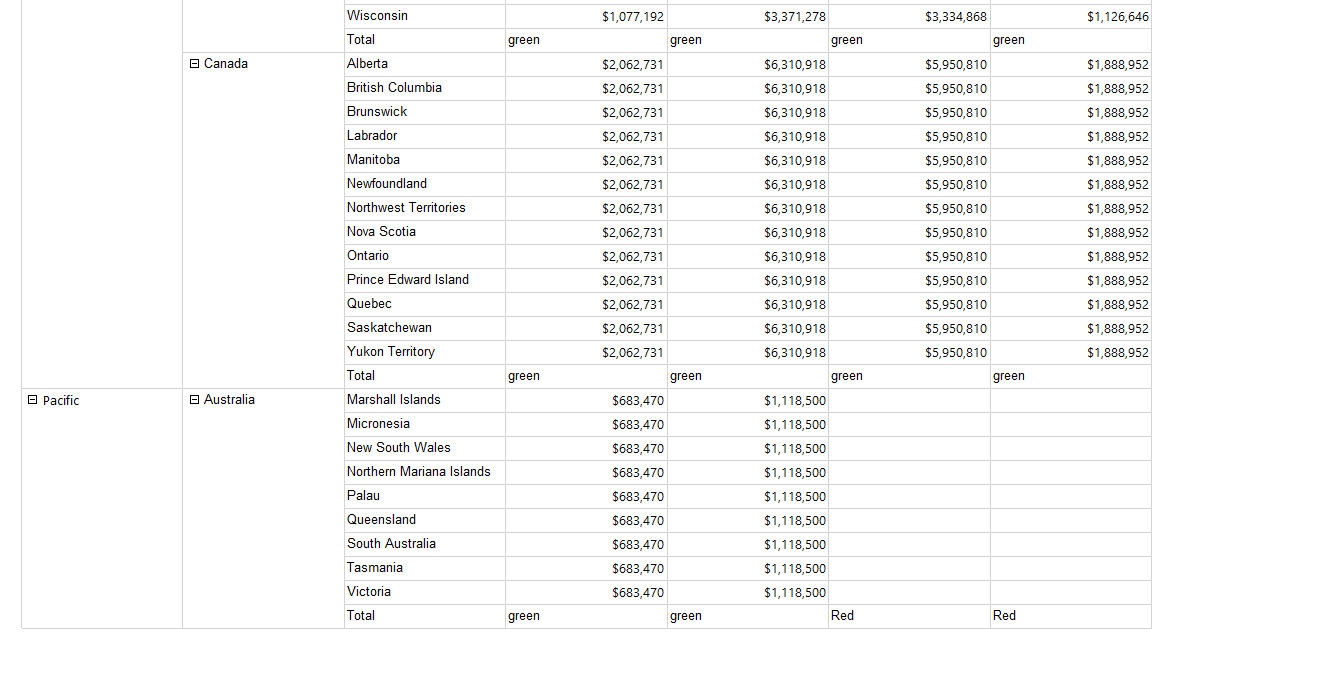 Wisconsin $1,077,192 $3,371,278 $3,334,868 $1,126,646
Total green green green green
Canada Alberta $2,062,731 $6,310,918 $5,950,810 $1,888,952
British Columbia $2,062,731 $6,310,918 $5,950,810 $1,888,952
Brunswick $2,062,731 $6,310,918 $5,950,810 $1,888,952
Labrador $2,062,731 $6,310,918 $5,950,810 $1,888,952
Manitoba $2,062,731 $6,310,918 $5,950,810 $1,888,952
Newfoundland $2,062,731 $6,310,918 $5,950,810 $1,888,952
Northwest Territories $2,062,731 $6,310,918 $5,950,810 $1,888,952
Nova Scotia $2,062,731 $6,310,918 $5,950,810 $1,888,952
Ontario $2,062,731 $6,310,918 $5,950,810 $1,888,952
Prince Edward Island $2,062,731 $6,310,918 $5,950,810 $1,888,952
Quebec $2,062,731 $6,310,918 $5,950,810 $1,888,952
Saskatchewan $2,062,731 $6,310,918 $5,950,810 $1,888,952
Yukon Territory $2,062,731 $6,310,918 $5,950,810 $1,888,952
Total green green green green
Pacific Australia Marshall Islands $683,470 $1,118,500
Micronesia $683,470 $1,118,500
New South Wales $683,470 $1,118,500
Northern Mariana Islands $683,470 $1,118,500
Palau $683,470 $1,118,500
Queensland $683,470 $1,118,500
South Australia $683,470 $1,118,500
Tasmania $683,470 $1,118,500
Victoria $683,470 $1,118,500
Total green green Red Red